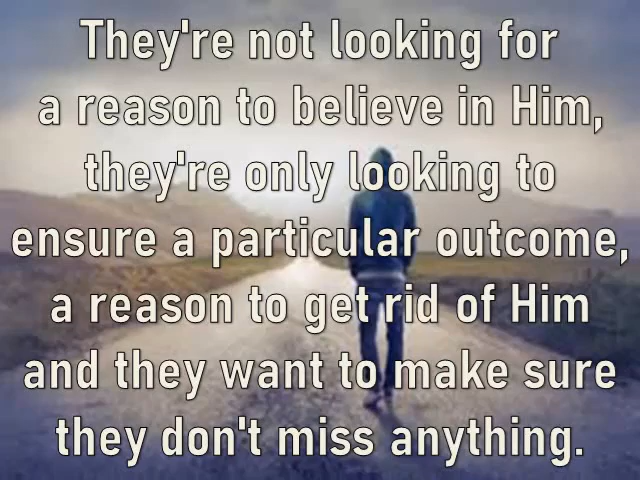 They're not looking for
a reason to believe in Him,
they're only looking to
ensure a particular outcome,
a reason to get rid of Him
and they want to make sure
they don't miss anything.